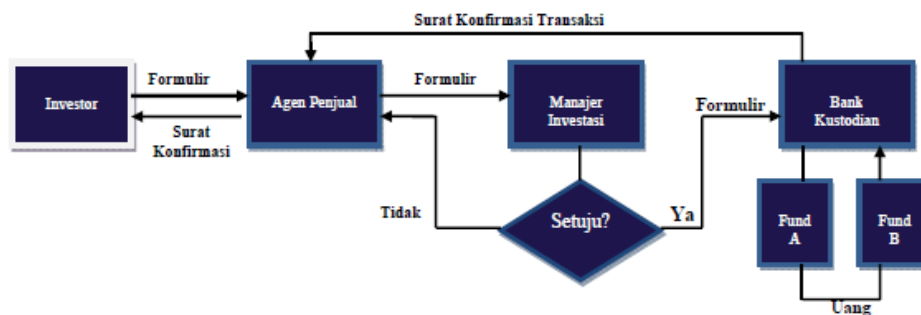 Surat Konfirmasi Transaksi
Formulir
Investor
Surat
Konfirmasi
Agen Penjual
Formulir
Manajer
Investasi
Formulir
Bank
Kustodian
Tidak
Setuju?
Ya
Fund
A
Fund
B
Uang